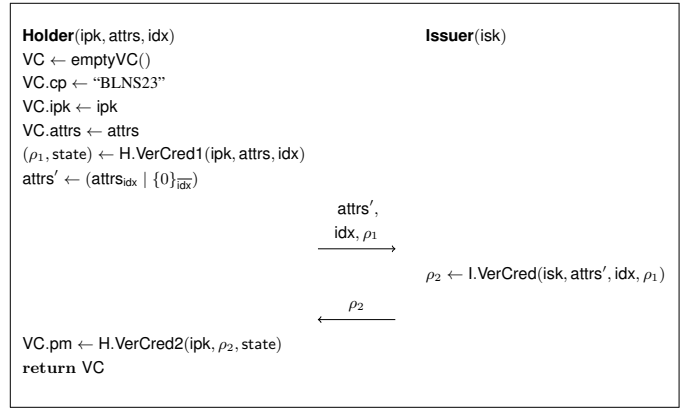 Holder(ipk, attrs, idx) Issuer(isk)
VC ← emptyVC()
VC.cp ← “BLNS23”
VC.ipk ← ipk
VC.attrs ← attrs
(ρ₁, state) ← H.VerCred1(ipk, attrs, idx)
attrs′ ← (attrs_idx | {0}_{\overline{idx}})
attrs′,
idx, ρ₁
ρ₂ ← I.VerCred(isk, attrs′, idx, ρ₁)
ρ₂
VC.pm ← H.VerCred2(ipk, ρ₂, state)
return VC